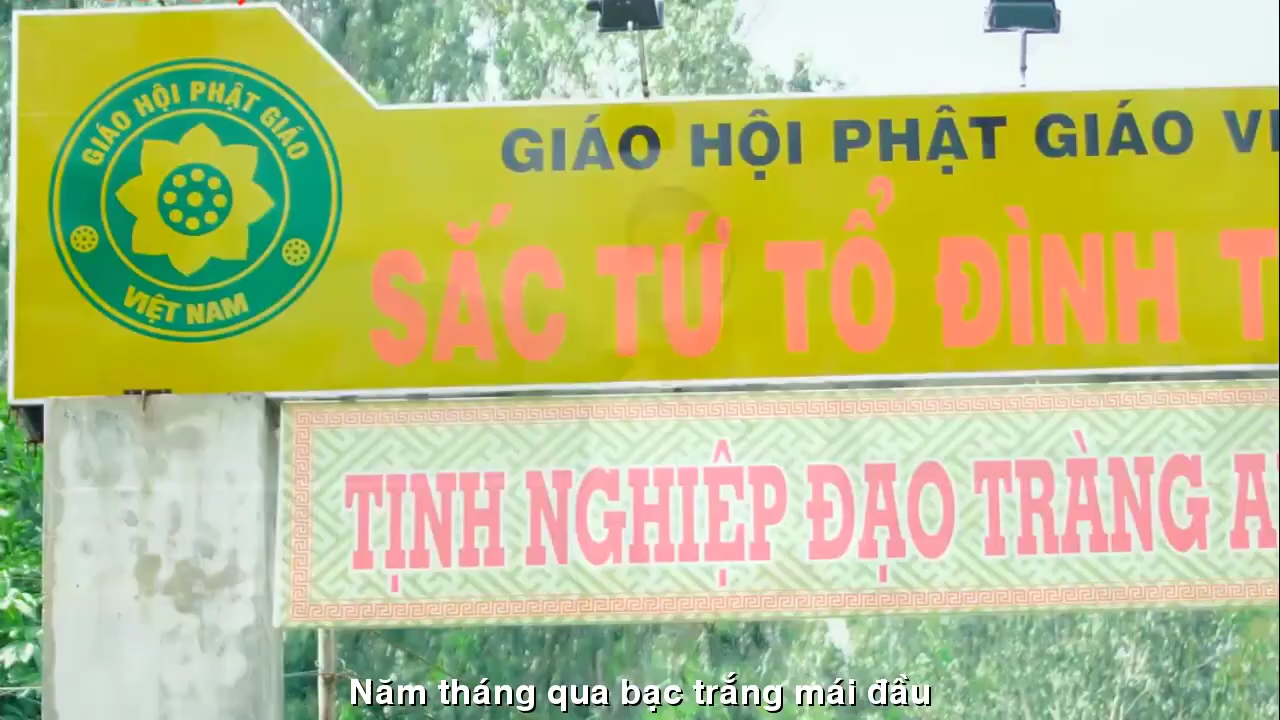 GIÁO HỘI PHẬT GIÁO
VIỆT NAM
GIÁO HỘI PHẬT GIÁO VI
SẮC TỨ TỔ ĐÌNH T
TỊNH NGHIỆP ĐẠO TRÀNG A
Năm tháng qua bạc trắng mái đầu